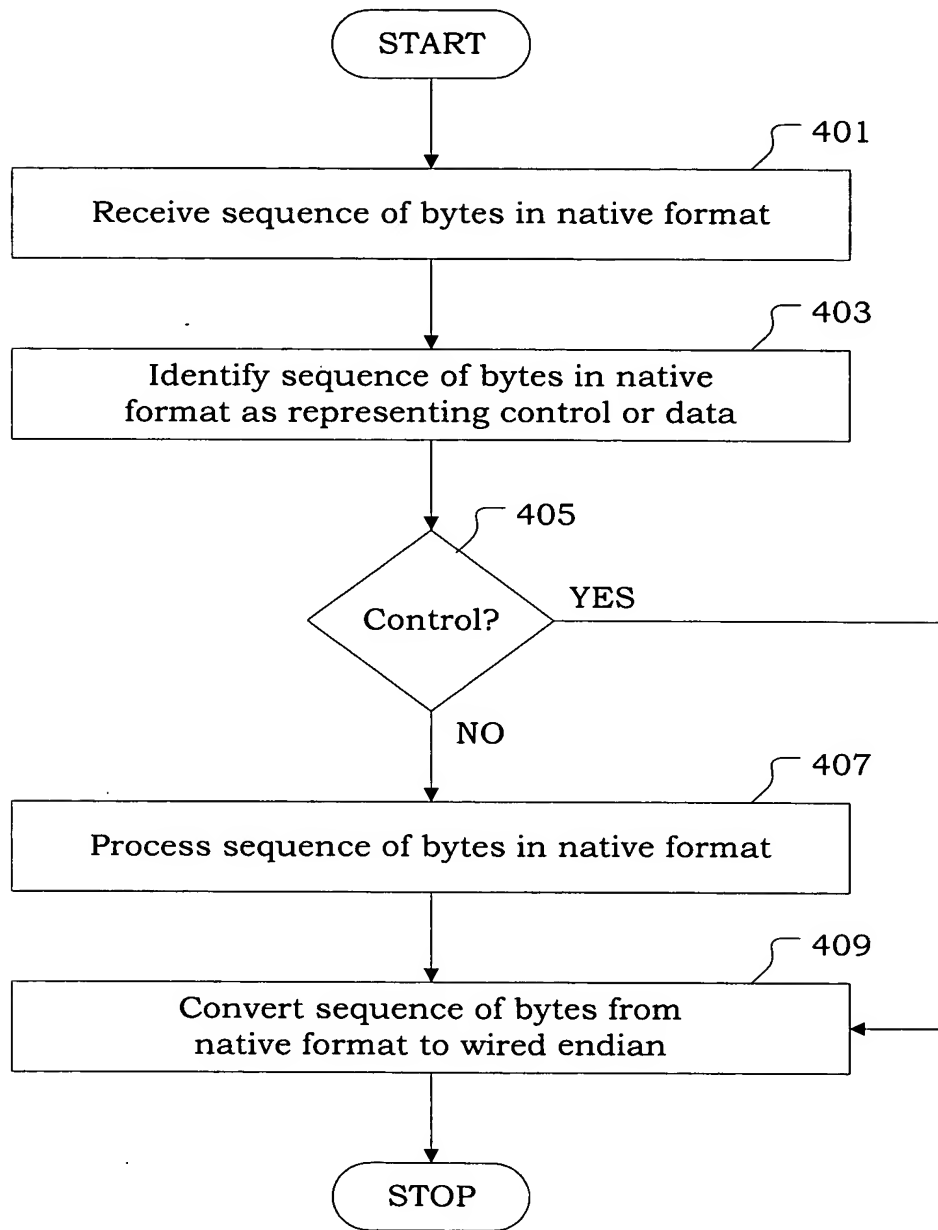 START
401
Receive sequence of bytes in native format
403
Identify sequence of bytes in native
format as representing control or data
405
Control?
YES
NO
407
Process sequence of bytes in native format
409
Convert sequence of bytes from
native format to wired endian
STOP